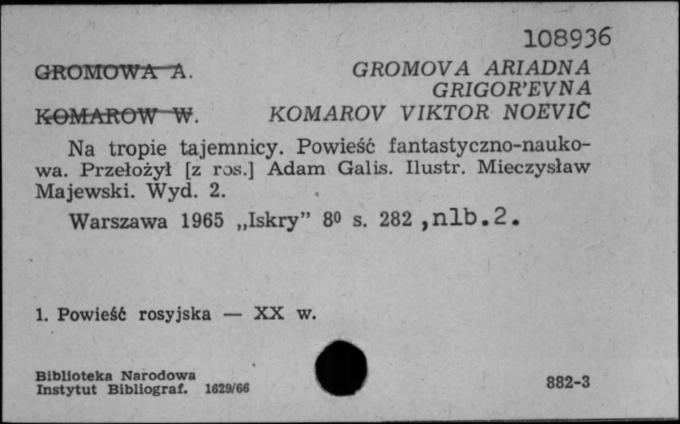 108936
GROMOWA A. GROMOVA ARIADNA
GRIGOR'EVNA
KOMAROW W. KOMAROV VIKTOR NOEVIČ
Na tropie tajemnicy. Powieść fantastyczno-nauko-
wa. Przełożył [z ros.] Adam Galis. Ilustr. Mieczysław
Majewski. Wyd. 2.
Warszawa 1965 „Iskry” 8⁰ s. 282 ,nlb.2.
1. Powieść rosyjska — XX w.
Biblioteka Narodowa
Instytut Bibliograf. 1629/66 882-3